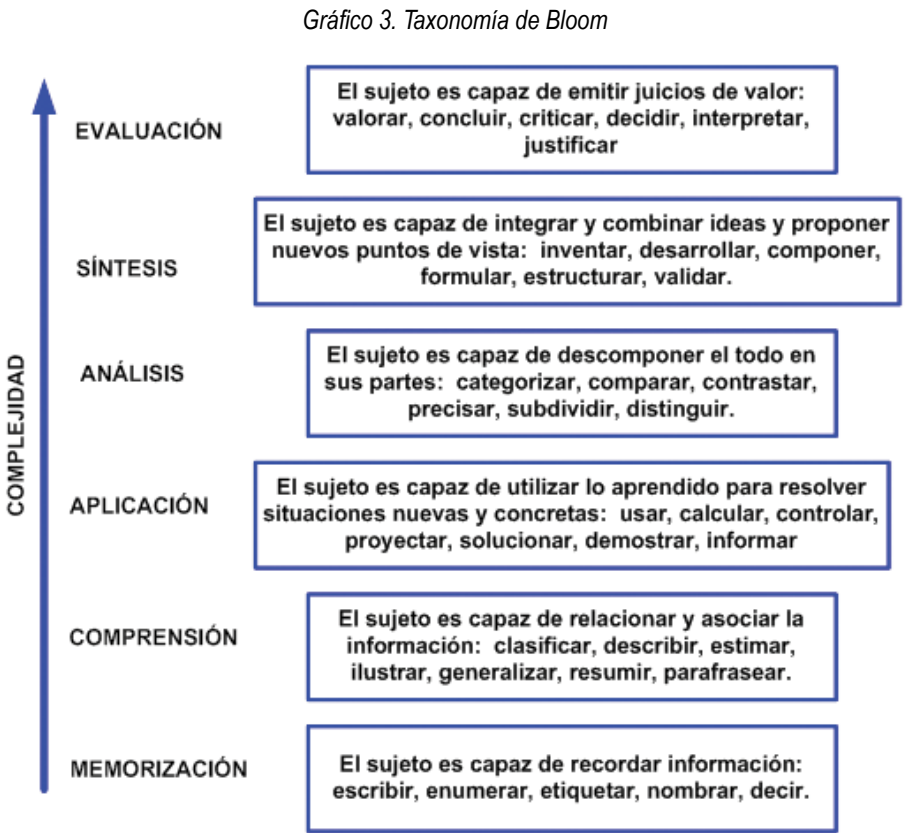 Gráfico 3. Taxonomía de Bloom
EVALUACIÓN
El sujeto es capaz de emitir juicios de valor:
valorar, concluir, criticar, decidir, interpretar,
justificar
SÍNTESIS
El sujeto es capaz de integrar y combinar ideas y proponer
nuevos puntos de vista: inventar, desarrollar, componer,
formular, estructurar, validar.
ANÁLISIS
El sujeto es capaz de descomponer el todo en
sus partes: categorizar, comparar, contrastar,
precisar, subdividir, distinguir.
COMPLEJIDAD
APLICACIÓN
El sujeto es capaz de utilizar lo aprendido para resolver
situaciones nuevas y concretas: usar, calcular, controlar,
proyectar, solucionar, demostrar, informar
COMPRENSIÓN
El sujeto es capaz de relacionar y asociar la
información: clasificar, describir, estimar,
ilustrar, generalizar, resumir, parafrasear.
MEMORIZACIÓN
El sujeto es capaz de recordar información:
escribir, enumerar, etiquetar, nombrar, decir.